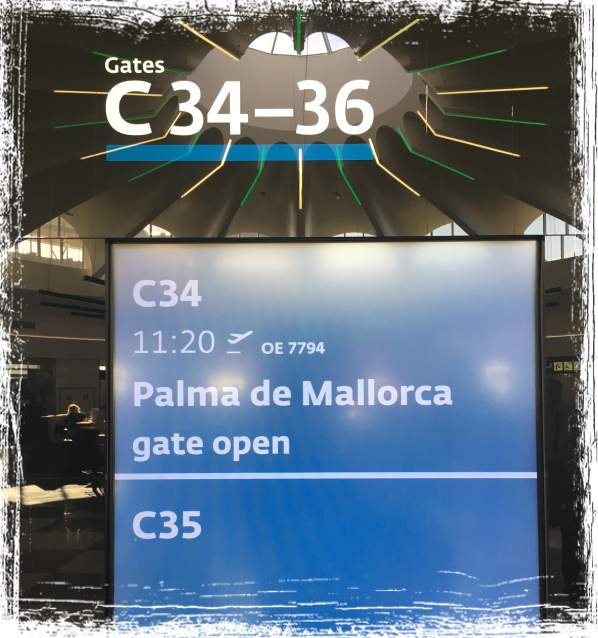 Gates
C 34–36
C34
11:20 OE 7794
Palma de Mallorca
gate open
C35